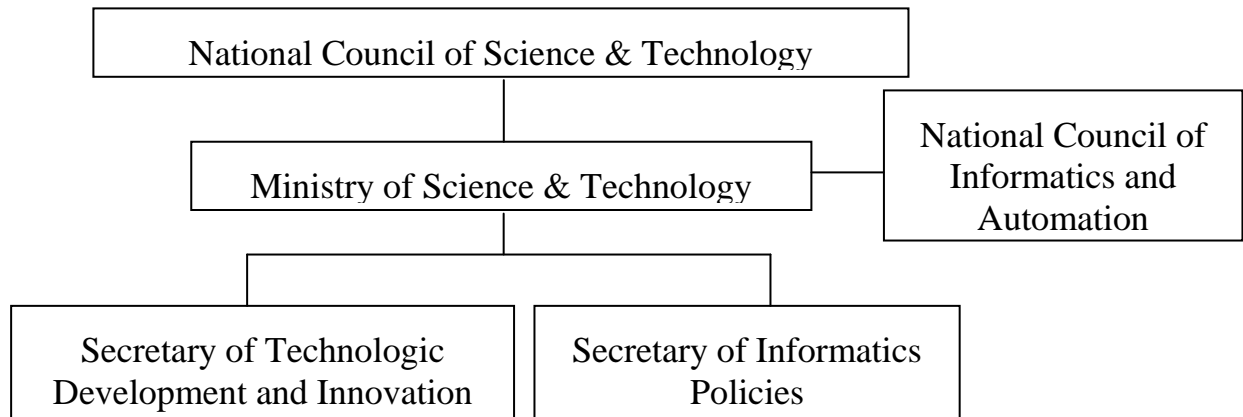 National Council of Science & Technology
National Council of
Informatics and
Automation
Ministry of Science & Technology
Secretary of Technologic
Development and Innovation
Secretary of Informatics
Policies